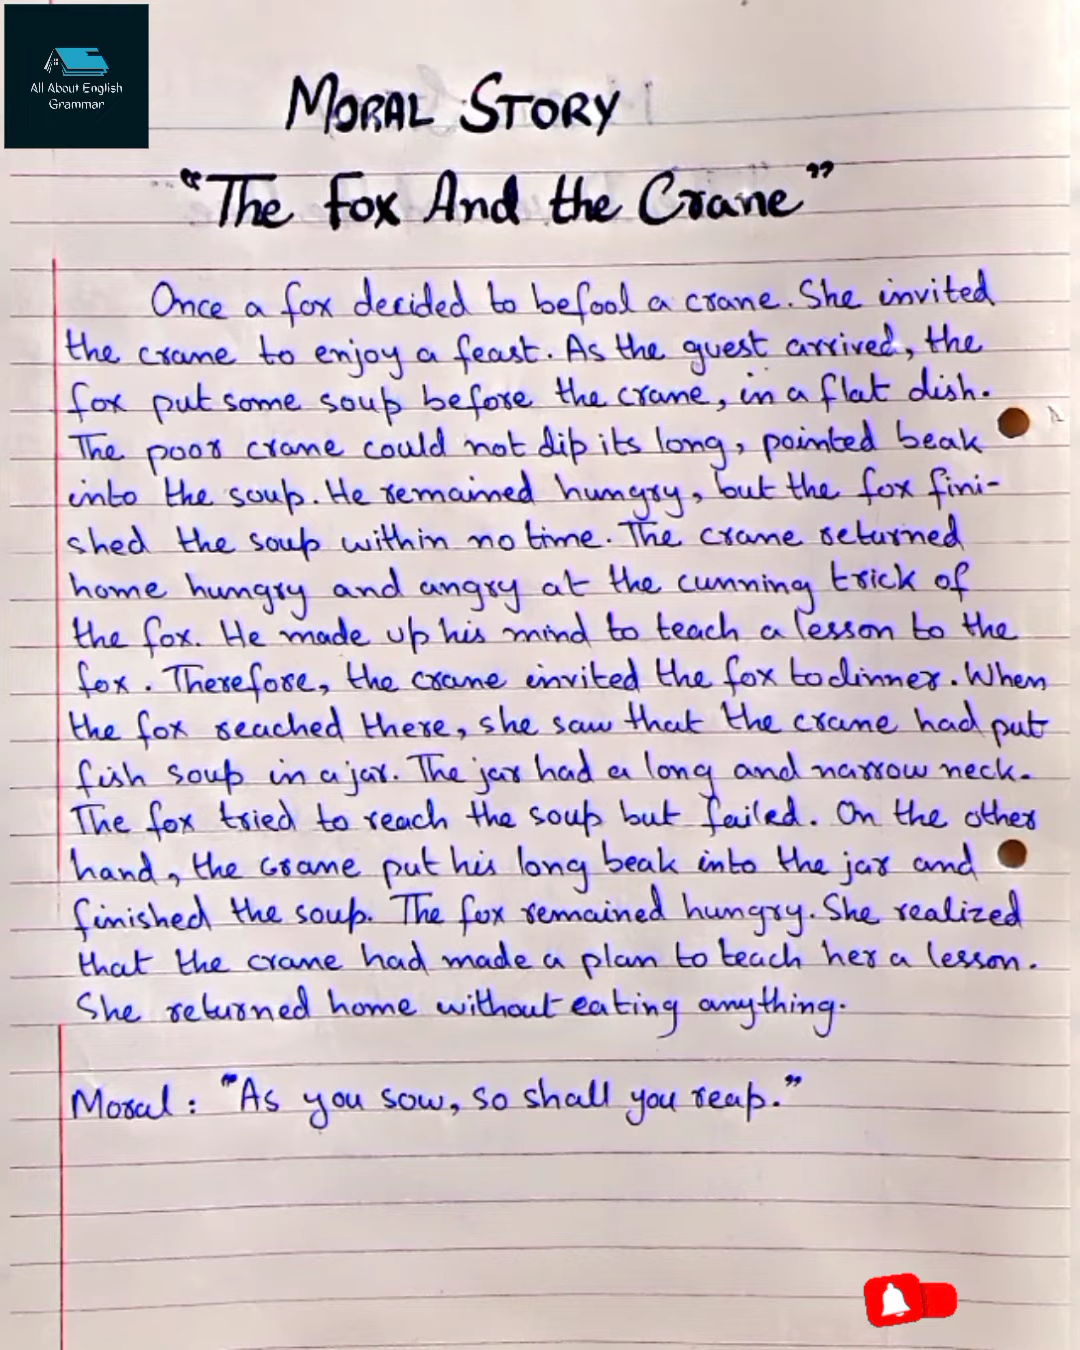 All About English
Grammar
MORAL STORY
"The Fox And the Crane"
Once a fox decided to befool a crane. She invited
the crane to enjoy a feast. As the guest arrived, the
fox put some soup before the crane, in a flat dish.
The poor crane could not dip its long, pointed beak
into the soup. He remained hungry, but the fox fini-
shed the soup within no time. The crane returned
home hungry and angry at the cunning trick of
the fox. He made up his mind to teach a lesson to the
fox. Therefore, the crane invited the fox to dinner. When
the fox reached there, she saw that the crane had put
fish soup in a jar. The jar had a long and narrow neck.
The fox tried to reach the soup but failed. On the other
hand, the crane put his long beak into the jar and
finished the soup. The fox remained hungry. She realized
that the crane had made a plan to teach her a lesson.
She returned home without eating anything.
Moral: "As you sow, so shall you reap."